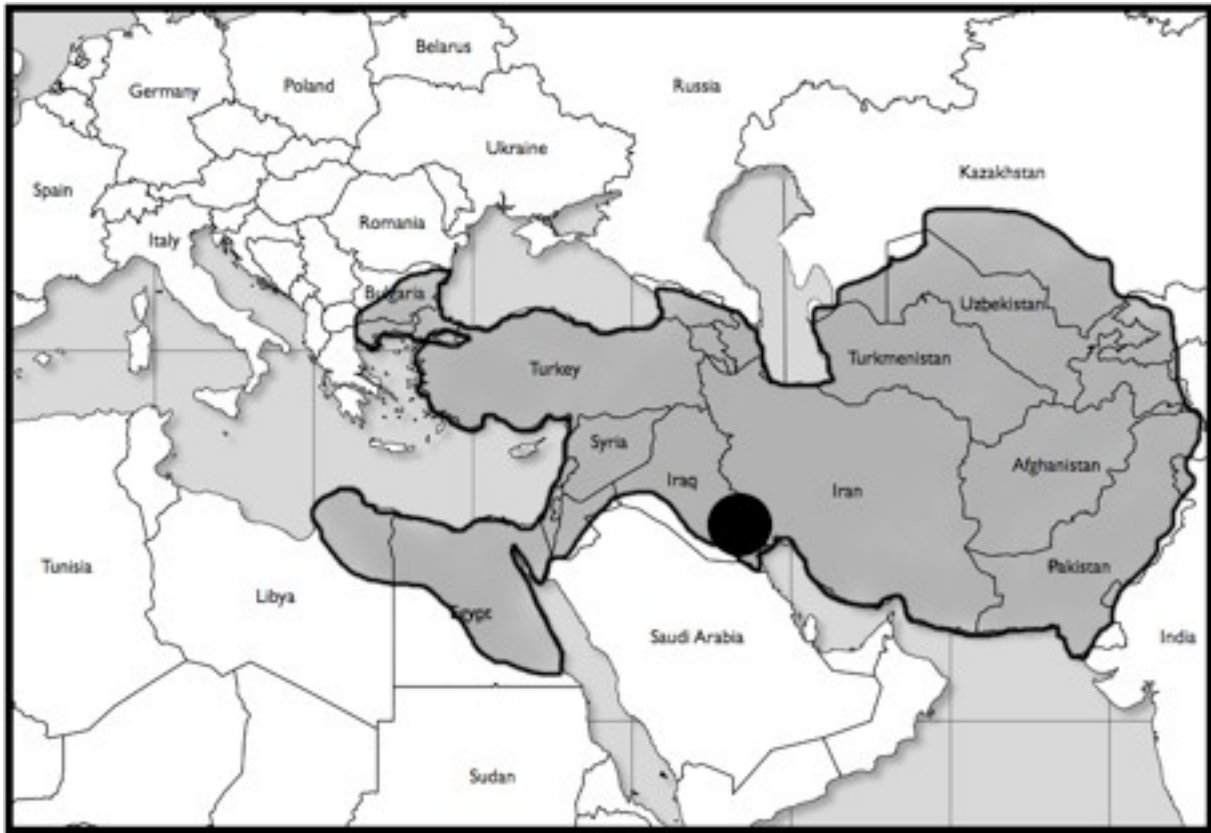 Belarus
Germany
Poland
Russia
Ukraine
Kazakhstan
Spain
Romania
Italy
Bulgaria
Uzbekistan
Turkmenistan
Turkey
Syria
Afghanistan
Iraq
Iran
Tunisia
Pakistan
Libya
Egypt
Saudi Arabia
India
Sudan